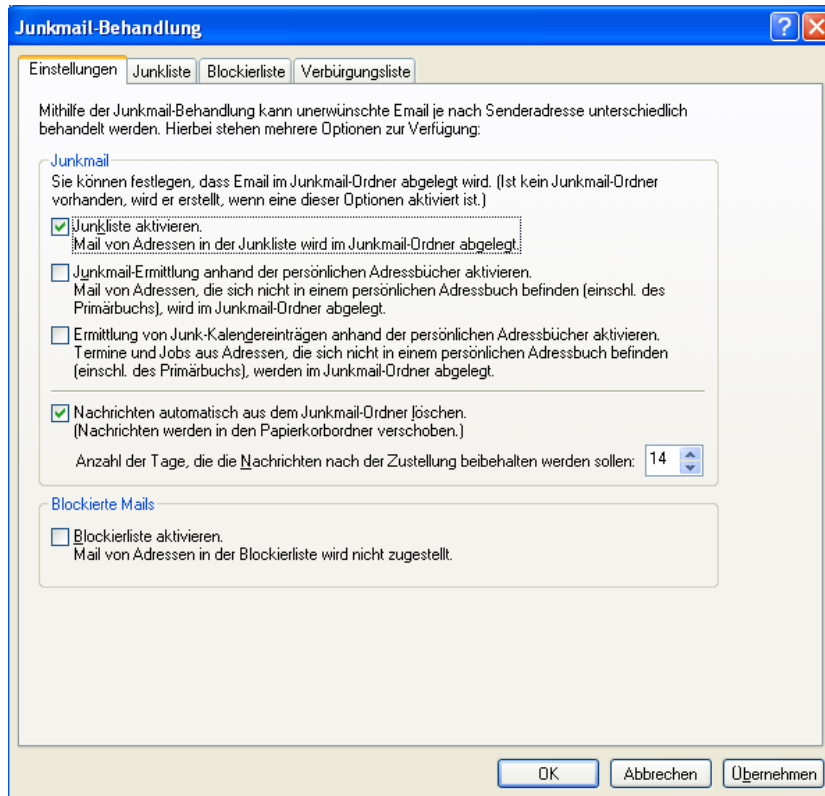 Junkmail-Behandlung
Einstellungen Junkliste Blockierliste Verbürgungsliste
Mithilfe der Junkmail-Behandlung kann unerwünschte Email je nach Senderadresse unterschiedlich
behandelt werden. Hierbei stehen mehrere Optionen zur Verfügung:
Junkmail
Sie können festlegen, dass Email im Junkmail-Ordner abgelegt wird. (Ist kein Junkmail-Ordner
vorhanden, wird er erstellt, wenn eine dieser Optionen aktiviert ist.)
Junkliste aktivieren.
Mail von Adressen in der Junkliste wird im Junkmail-Ordner abgelegt.
Junkmail-Ermittlung anhand der persönlichen Adressbücher aktivieren.
Mail von Adressen, die sich nicht in einem persönlichen Adressbuch befinden (einschl. des
Primärbuchs), wird im Junkmail-Ordner abgelegt.
Ermittlung von Junk-Kalendereinträgen anhand der persönlichen Adressbücher aktivieren.
Termine und Jobs aus Adressen, die sich nicht in einem persönlichen Adressbuch befinden
(einschl. des Primärbuchs), werden im Junkmail-Ordner abgelegt.
Nachrichten automatisch aus dem Junkmail-Ordner löschen.
(Nachrichten werden in den Papierkorbordner verschoben.)
Anzahl der Tage, die die Nachrichten nach der Zustellung beibehalten werden sollen: 14
Blockierte Mails
Blockierliste aktivieren.
Mail von Adressen in der Blockierliste wird nicht zugestellt.
OK Abbrechen Übernehmen